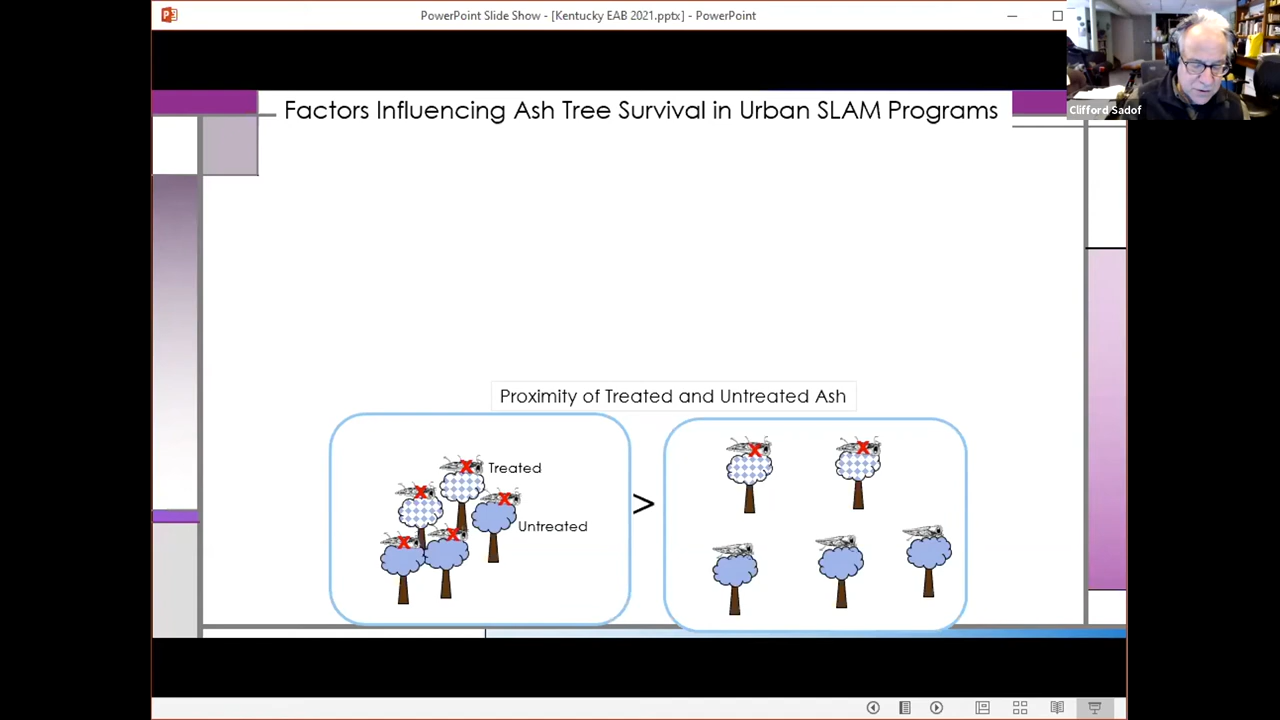 PowerPoint Slide Show - [Kentucky EAB 2021.pptx] - PowerPoint
Clifford Sadof
Factors Influencing Ash Tree Survival in Urban SLAM Programs
Proximity of Treated and Untreated Ash
Treated
Untreated
>